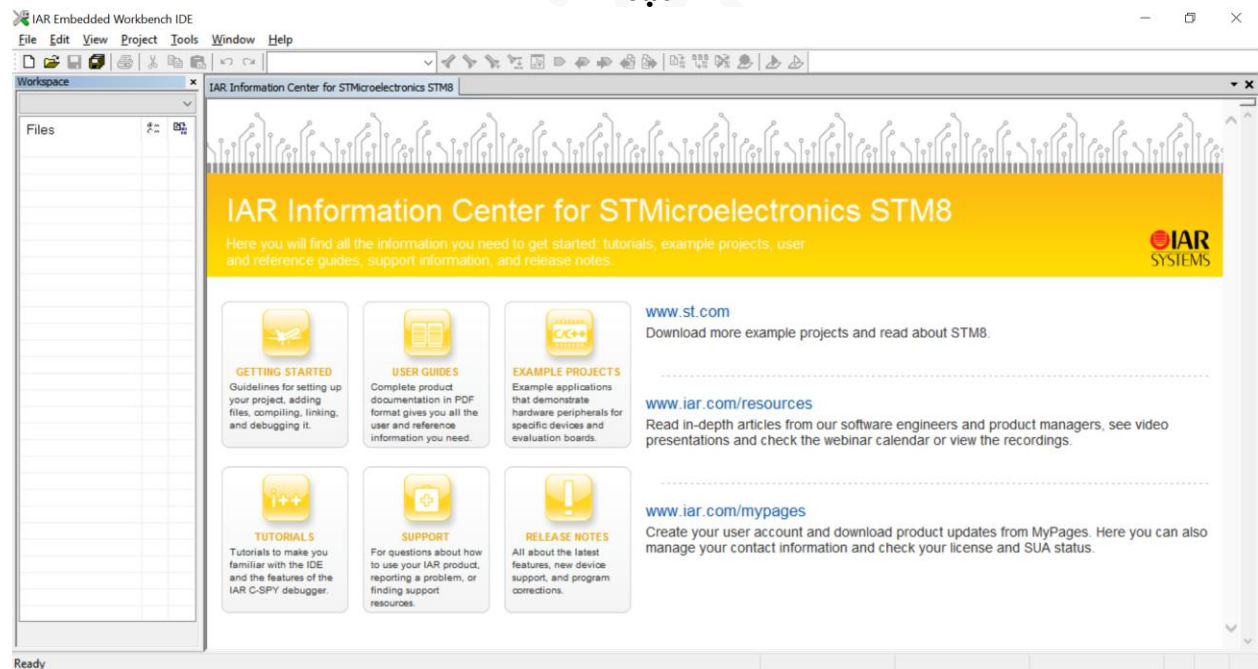 IAR Embedded Workbench IDE
File Edit View Project Tools Window Help
Workspace
IAR Information Center for STMicroelectronics STM8
Files
IAR Information Center for STMicroelectronics STM8
Here you will find all the information you need to get started: tutorials, example projects, user
and reference guides, support information, and release notes.
IAR
SYSTEMS
GETTING STARTED
Guidelines for setting up
your project, adding
files, compiling, linking,
and debugging it.
USER GUIDES
Complete product
documentation in PDF
format gives you all the
user and reference
information you need.
C/C++
EXAMPLE PROJECTS
Example applications
that demonstrate
hardware peripherals for
specific devices and
evaluation boards.
i++
TUTORIALS
Tutorials to make you
familiar with the IDE
and the features of the
IAR C-SPY debugger.
SUPPORT
For questions about how
to use your IAR product,
reporting a problem, or
finding support
resources.
RELEASE NOTES
All about the latest
features, new device
support, and program
corrections.
www.st.com
Download more example projects and read about STM8.
www.iar.com/resources
Read in-depth articles from our software engineers and product managers, see video
presentations and check the webinar calendar or view the recordings.
www.iar.com/mypages
Create your user account and download product updates from MyPages. Here you can also
manage your contact information and check your license and SUA status.
Ready